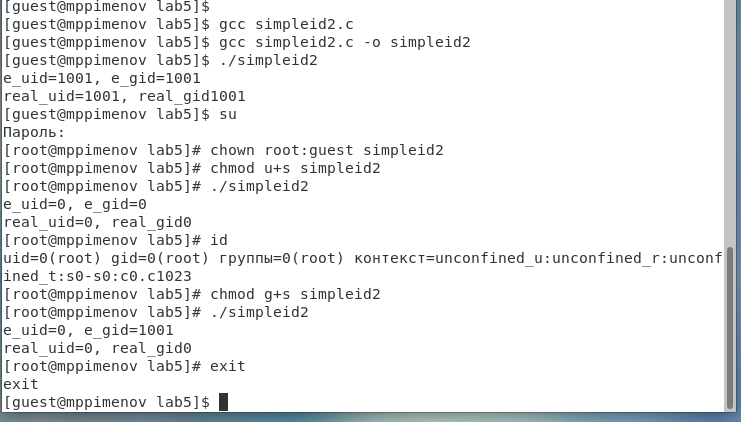 [guest@mppimenov lab5]$
[guest@mppimenov lab5]$ gcc simpleid2.c
[guest@mppimenov lab5]$ gcc simpleid2.c -o simpleid2
[guest@mppimenov lab5]$ ./simpleid2
e_uid=1001, e_gid=1001
real_uid=1001, real_gid1001
[guest@mppimenov lab5]$ su
Пароль:
[root@mppimenov lab5]# chown root:guest simpleid2
[root@mppimenov lab5]# chmod u+s simpleid2
[root@mppimenov lab5]# ./simpleid2
e_uid=0, e_gid=0
real_uid=0, real_gid0
[root@mppimenov lab5]# id
uid=0(root) gid=0(root) группы=0(root) контекст=unconfined_u:unconfined_r:unconf
ined_t:s0-s0:c0.c1023
[root@mppimenov lab5]# chmod g+s simpleid2
[root@mppimenov lab5]# ./simpleid2
e_uid=0, e_gid=1001
real_uid=0, real_gid0
[root@mppimenov lab5]# exit
exit
[guest@mppimenov lab5]$